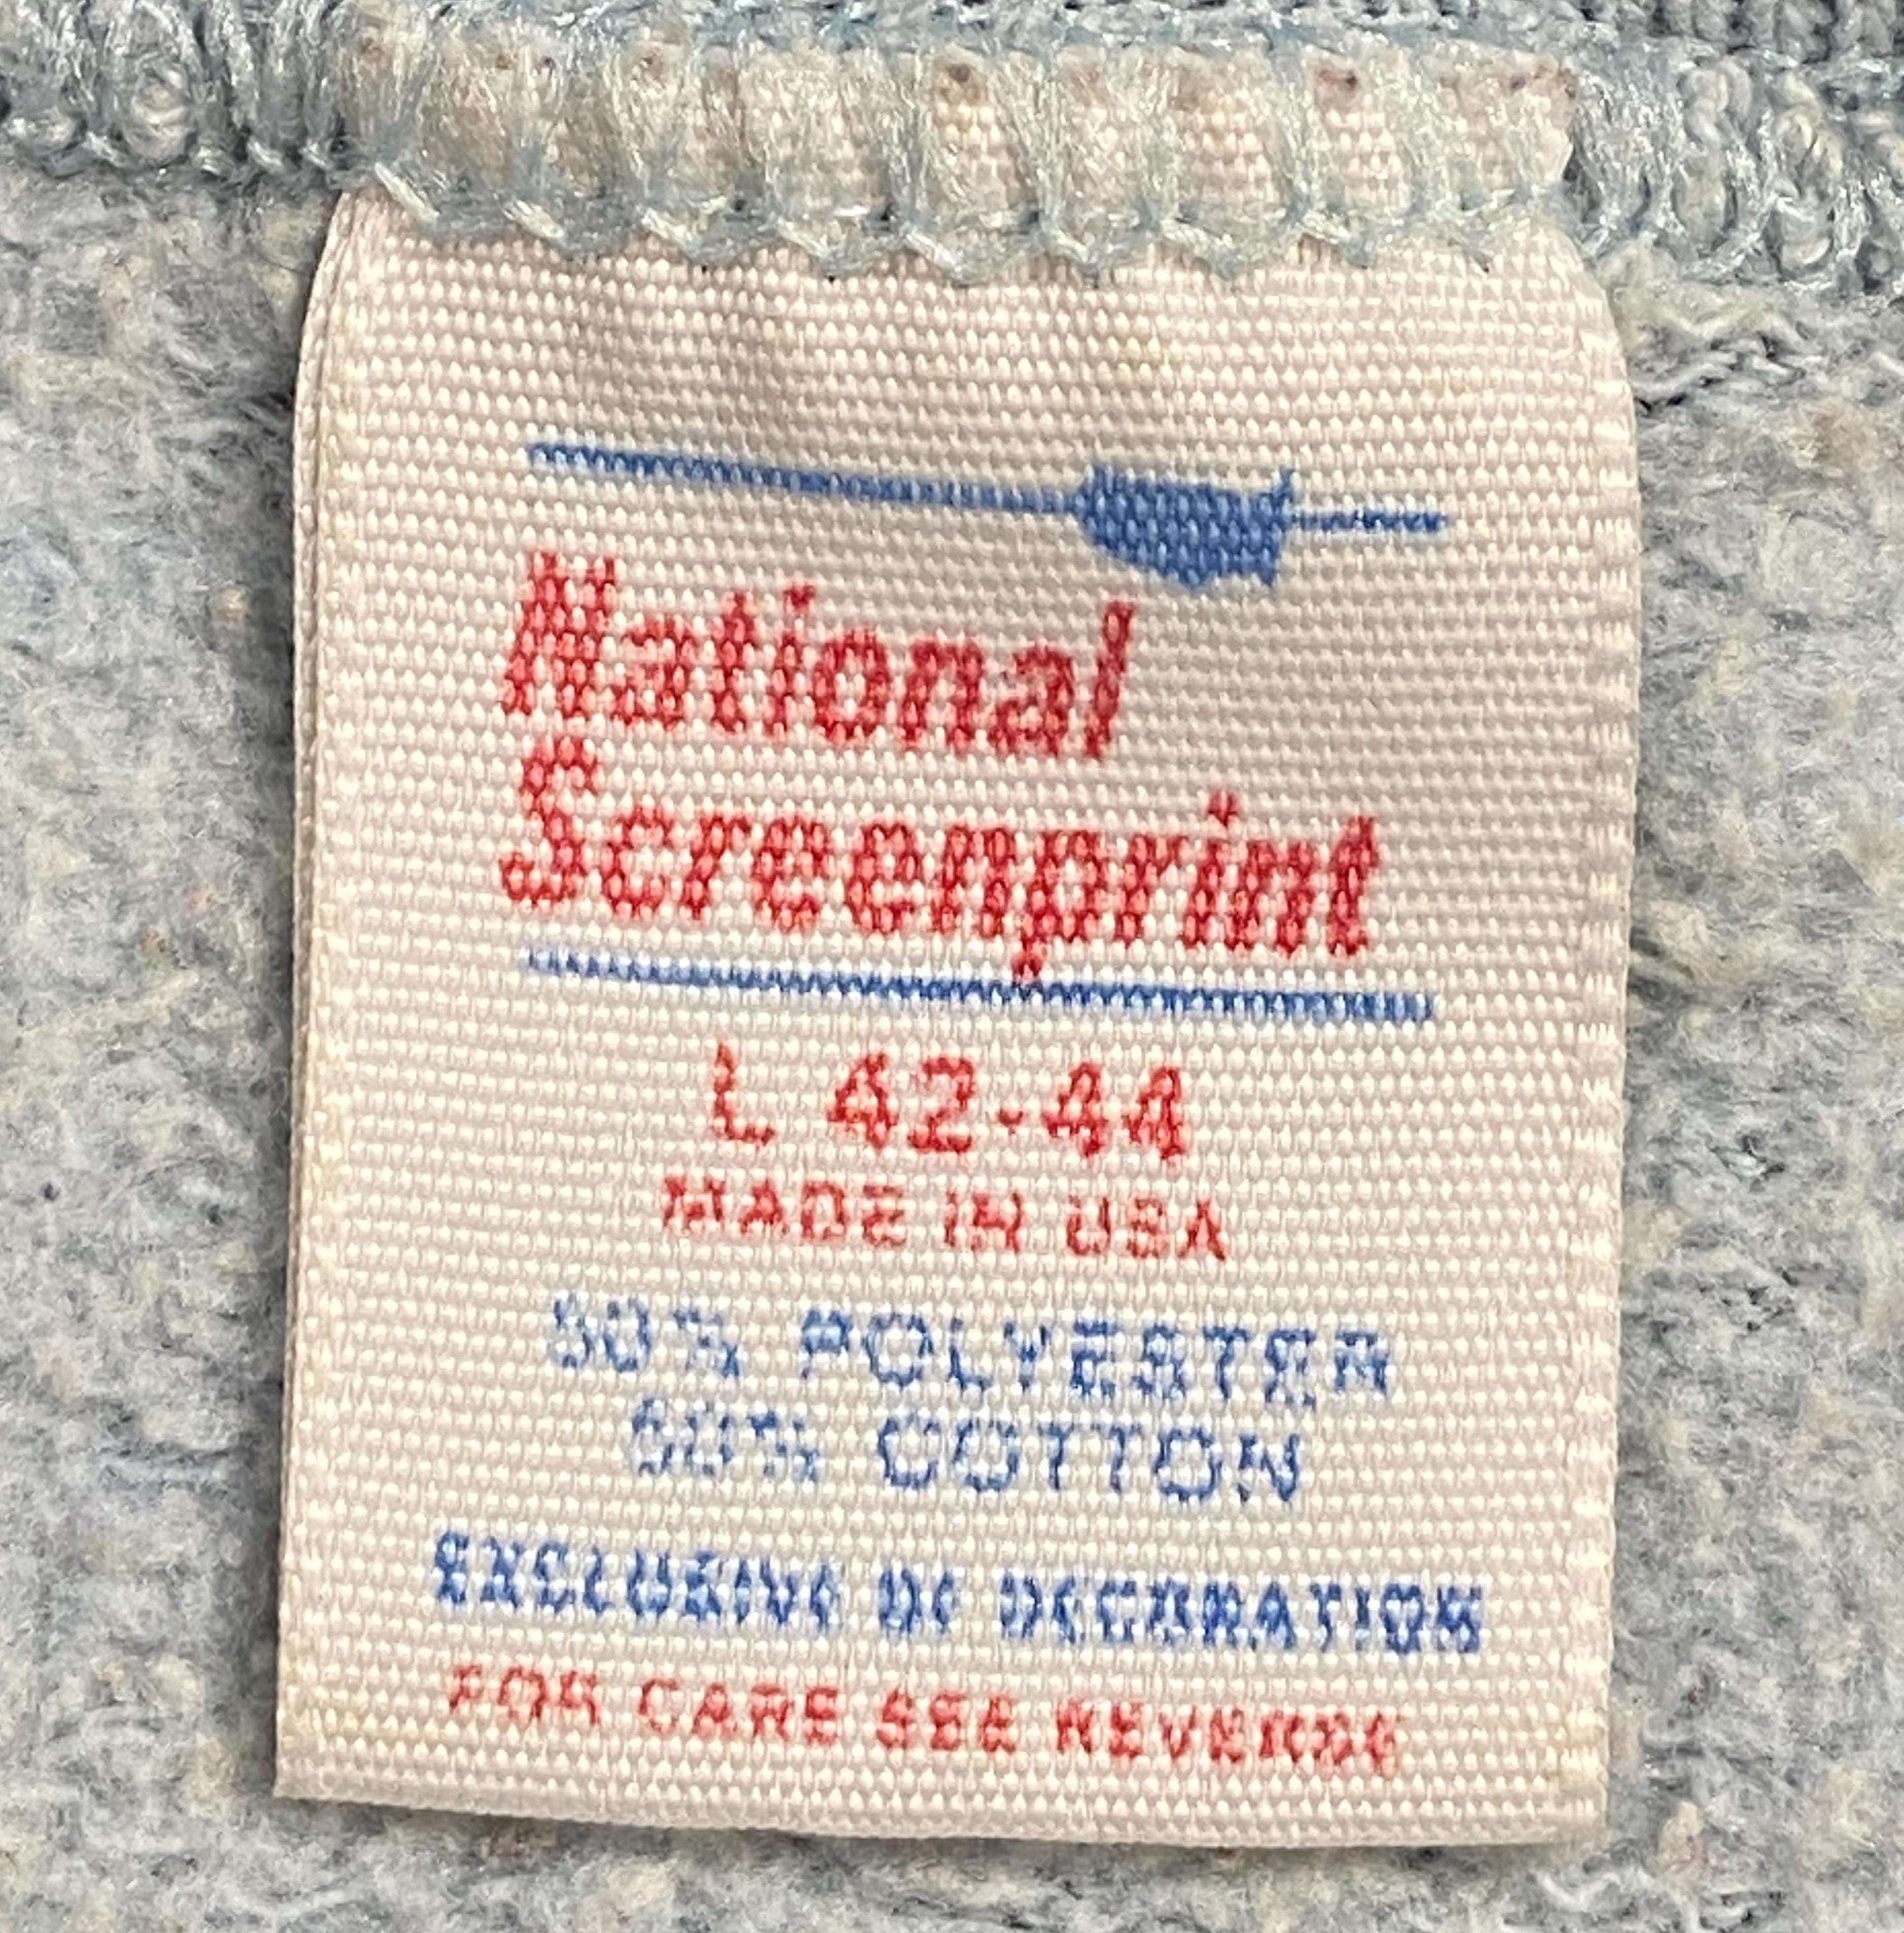 National
Screenprint
L 42-44
MADE IN USA
50% POLYESTER
50% COTTON
EXCLUSIVE OF DECORATION
FOR CARE SEE REVERSE